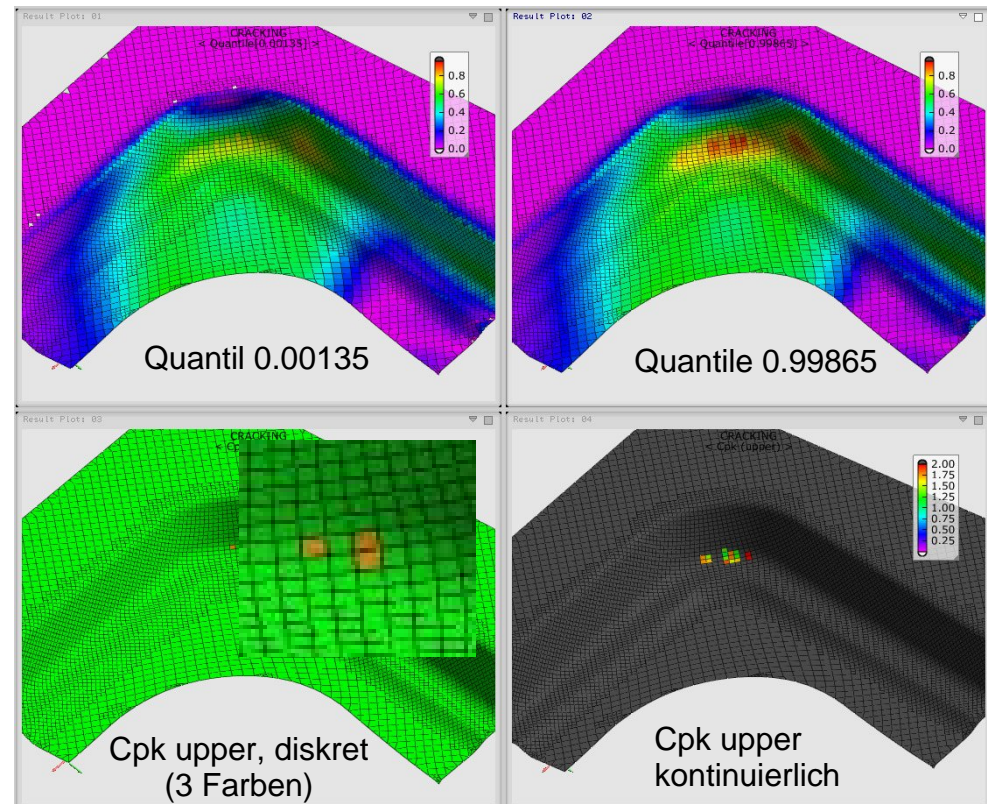 Result Plot: 01
CRACKING
< Quantile[0.00135] >
0.8
0.6
0.4
0.2
0.0
Quantil 0.00135
Result Plot: 02
CRACKING
< Quantile[0.99865] >
0.8
0.6
0.4
0.2
0.0
Quantile 0.99865
Result Plot: 03
CRACKING
Cpk upper, diskret
(3 Farben)
Result Plot: 04
CRACKING
< Cpk (upper) >
2.00
1.75
1.50
1.25
1.00
0.75
0.50
0.25
Cpk upper
kontinuierlich